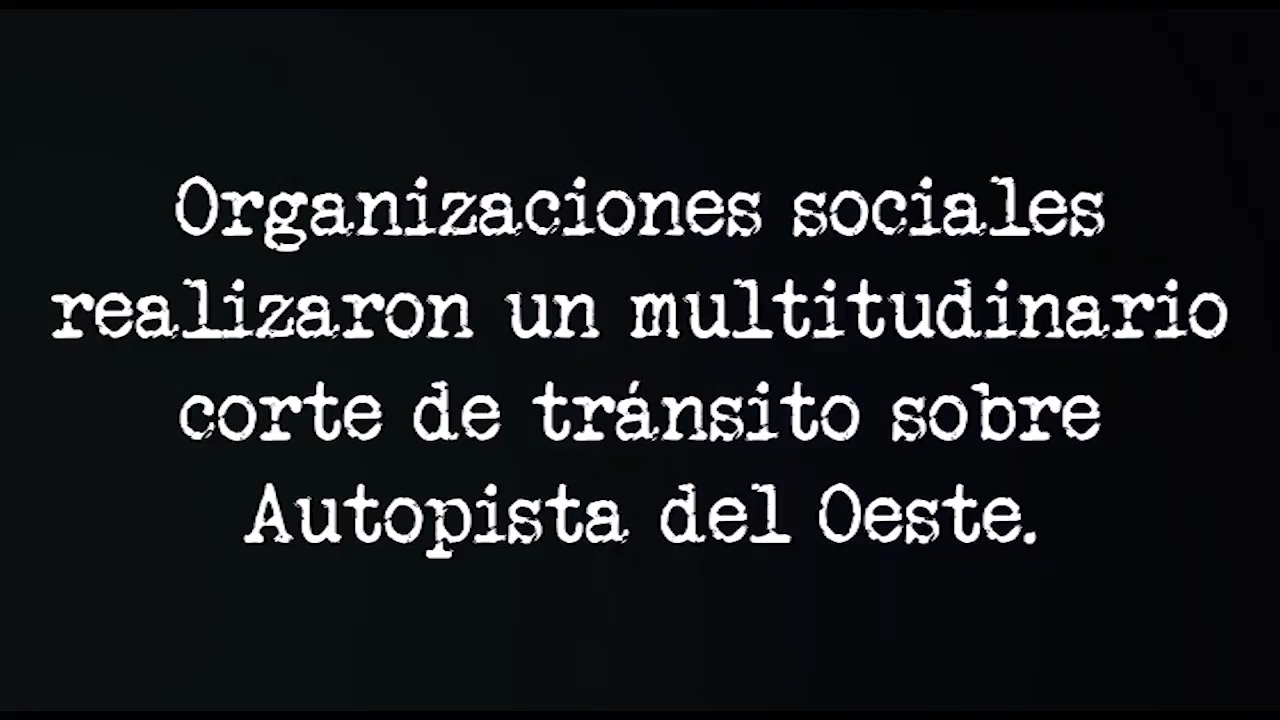 Organizaciones sociales
realizaron un multitudinario
corte de tránsito sobre
Autopista del Oeste.